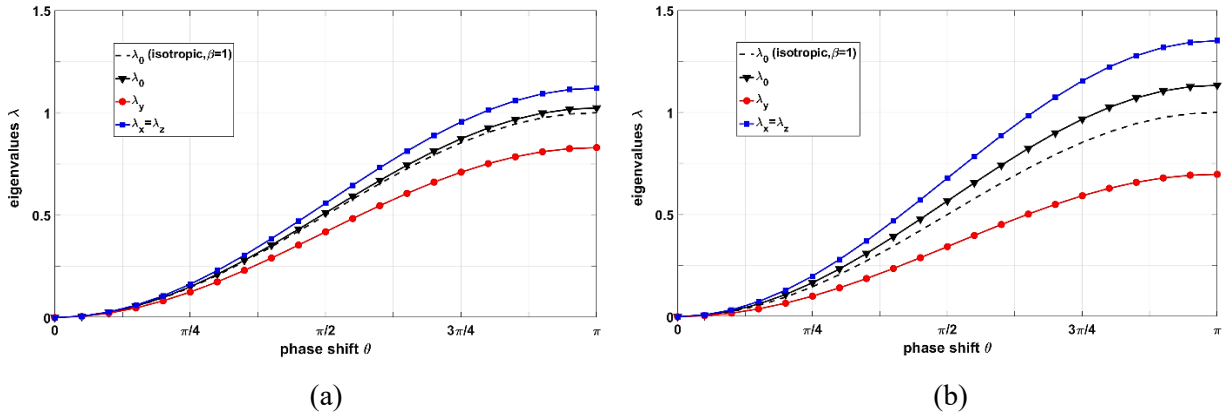 1.5
1
0.5
0
eigenvalues λ
λ₀ (isotropic,β=1)
λ₀
λy
λx=λz
0 π/4 π/2 3π/4 π
phase shift θ
(a)
1.5
1
0.5
0
eigenvalues λ
λ₀ (isotropic,β=1)
λ₀
λy
λx=λz
0 π/4 π/2 3π/4 π
phase shift θ
(b)